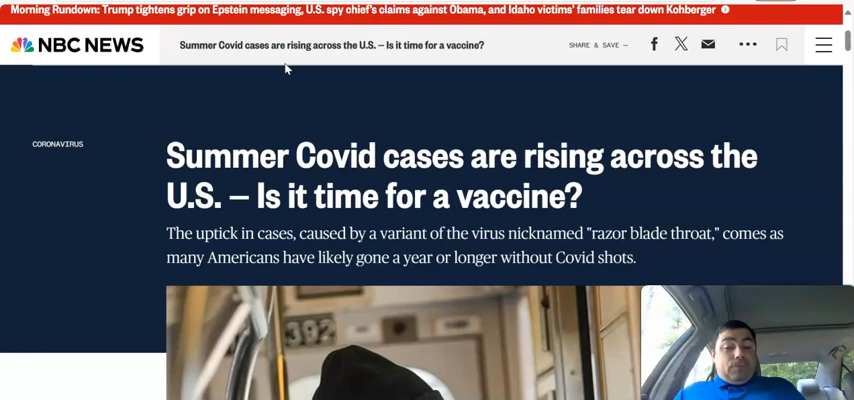 Morning Rundown: Trump tightens grip on Epstein messaging, U.S. spy chief's claims against Obama, and Idaho victims' families tear down Kohberger
NBC NEWS
Summer Covid cases are rising across the U.S. – Is it time for a vaccine?
SHARE & SAVE —
CORONAVIRUS
Summer Covid cases are rising across the
U.S. – Is it time for a vaccine?
The uptick in cases, caused by a variant of the virus nicknamed "razor blade throat," comes as
many Americans have likely gone a year or longer without Covid shots.
332